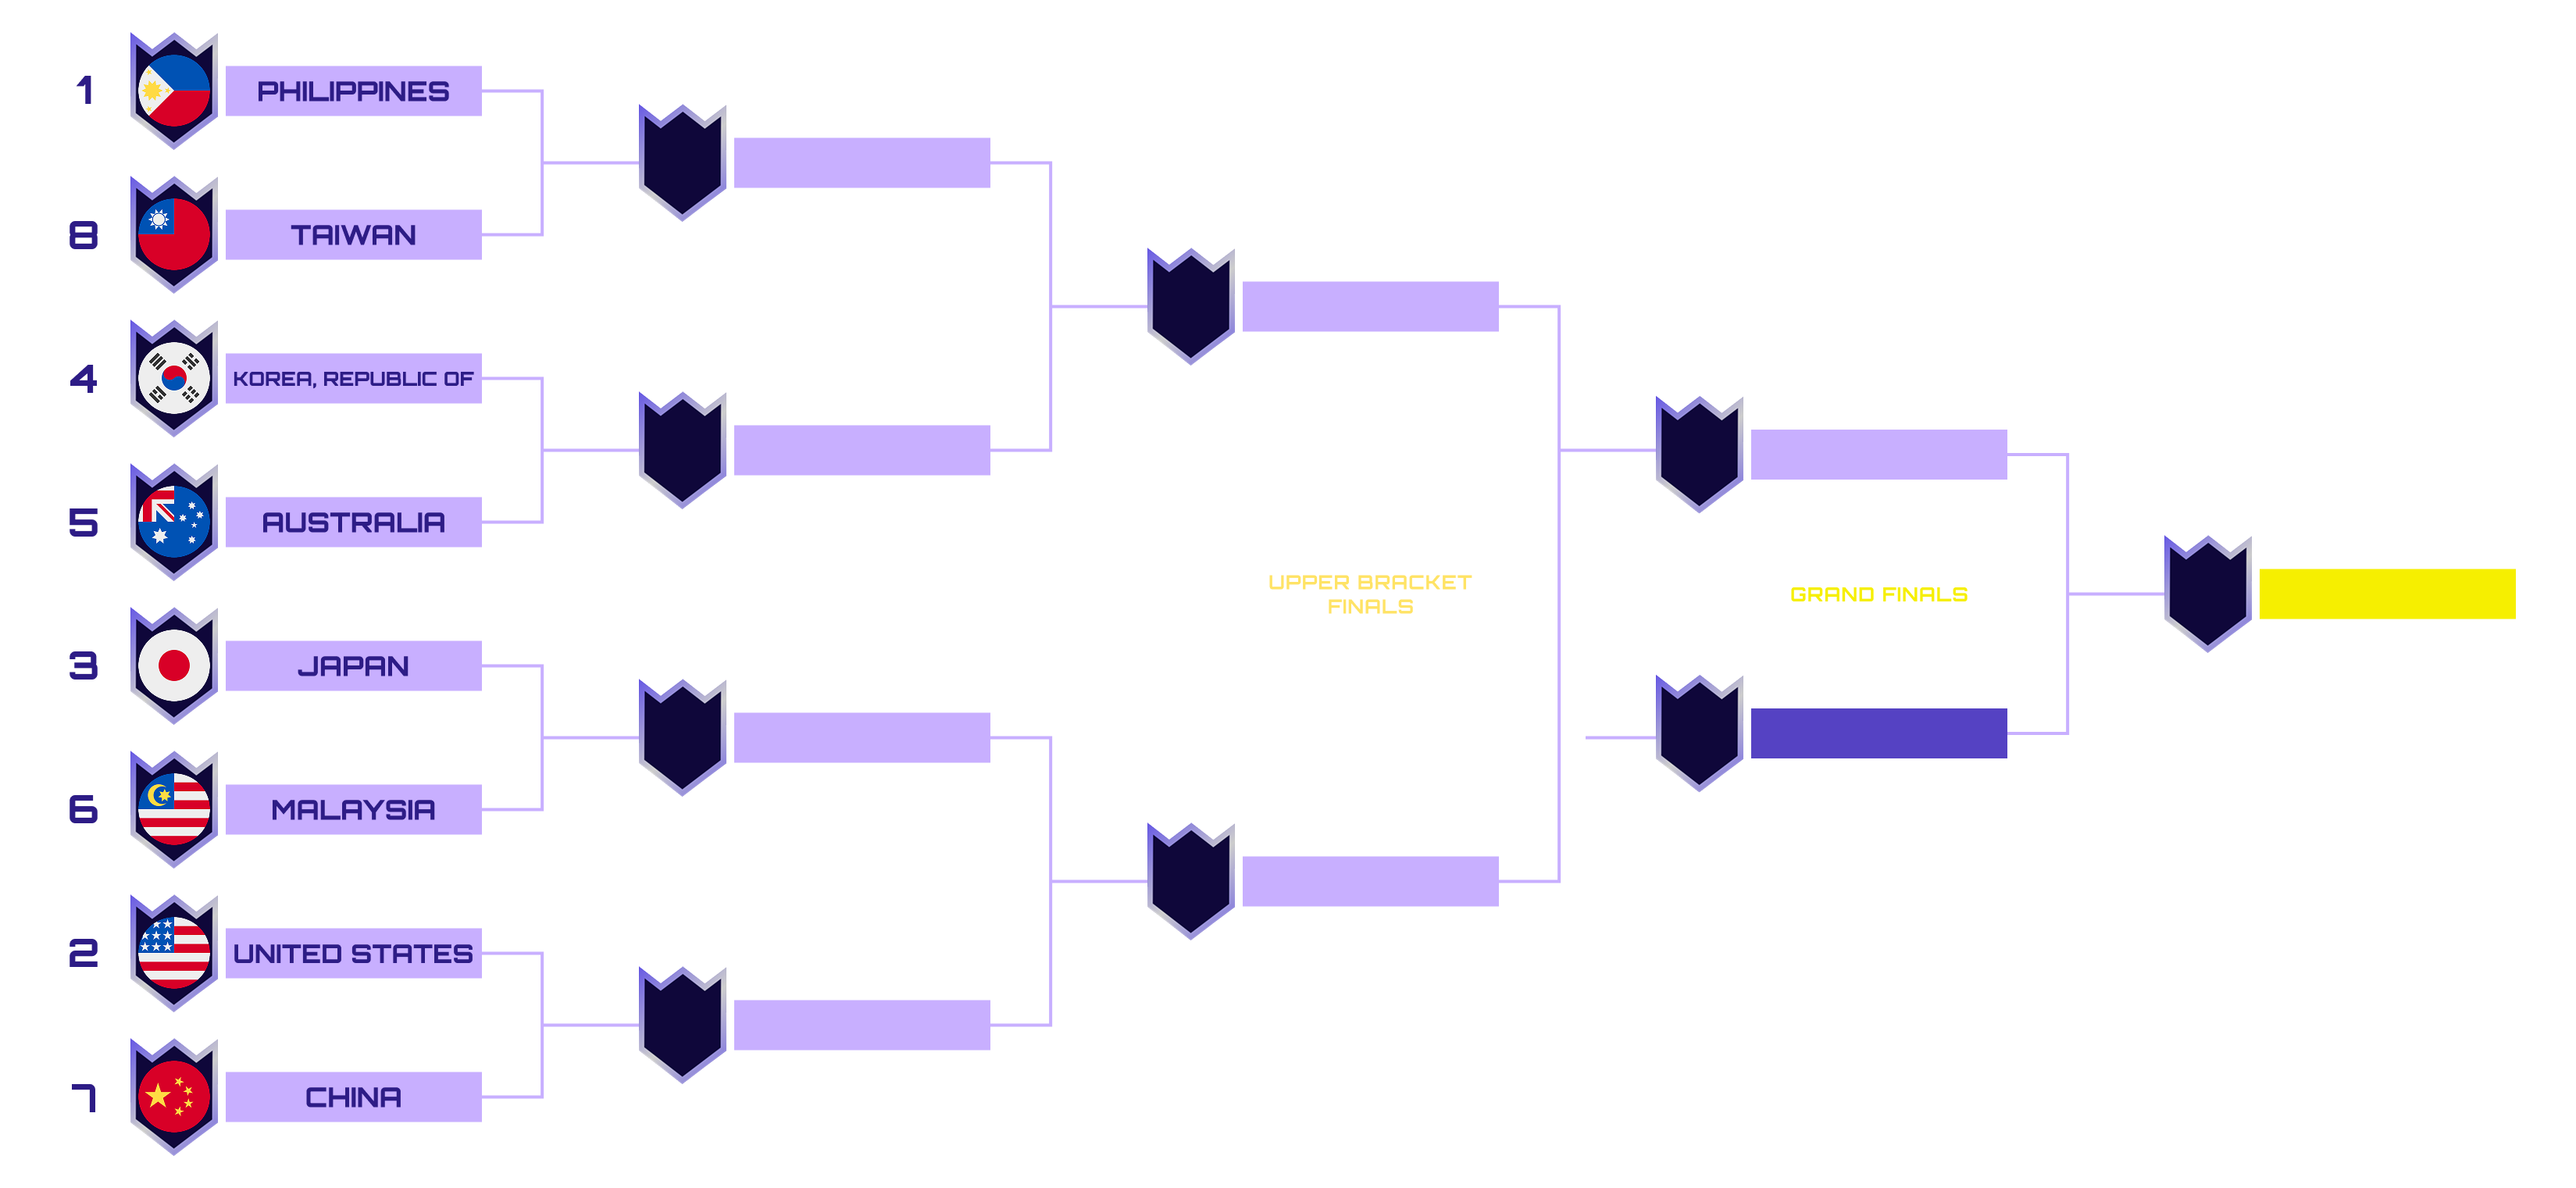 1 PHILIPPINES
8 TAIWAN
4 KOREA, REPUBLIC OF
5 AUSTRALIA
3 JAPAN
6 MALAYSIA
2 UNITED STATES
7 CHINA
UPPER BRACKET
FINALS
GRAND FINALS